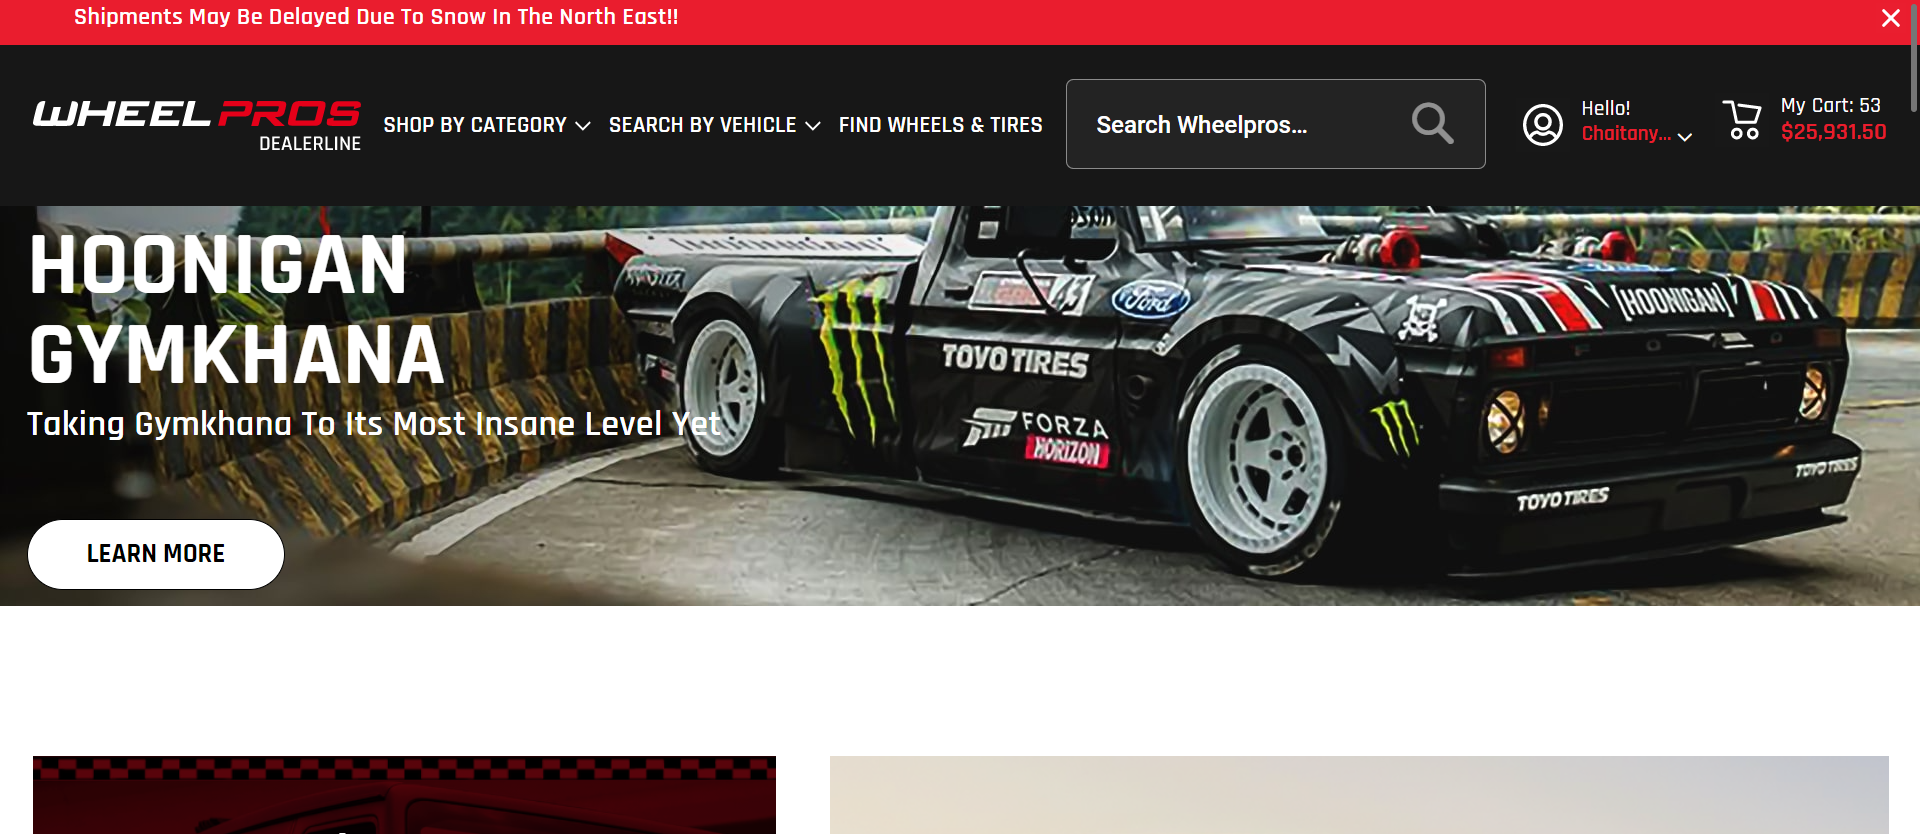 Shipments May Be Delayed Due To Snow In The North East!!
WHEEL PROS
DEALERLINE
SHOP BY CATEGORY
SEARCH BY VEHICLE
FIND WHEELS & TIRES
Search Wheelpros...
Hello!
Chaitany...
My Cart: 53
$25,931.50
HOONIGAN
GYMKHANA
Taking Gymkhana To Its Most Insane Level Yet
LEARN MORE
Ford
[HOONIGAN]
TOYO TIRES
FORZA
HORIZON
FORD
TOYO TIRES
TOYO TIRES